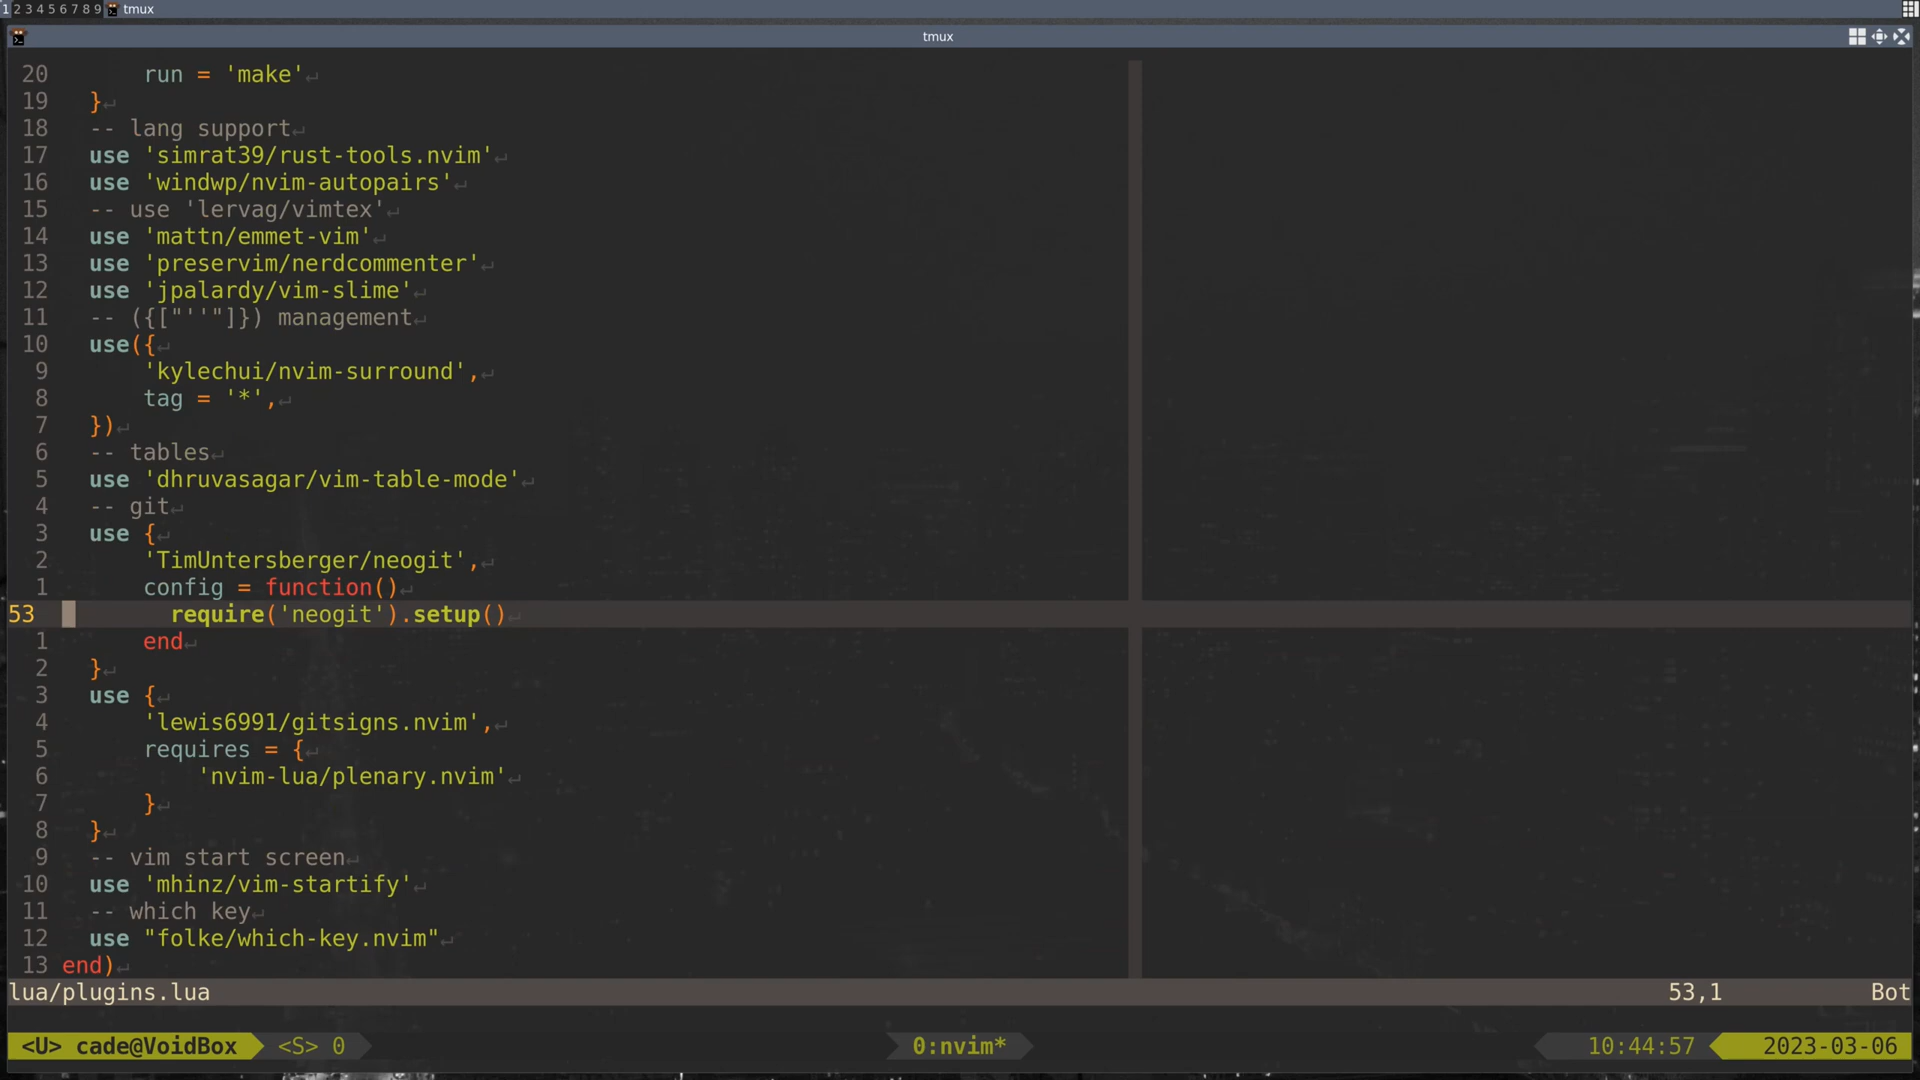 1 2 3 4 5 6 7 8 9 tmux
tmux
20 run = 'make'↵
19 }↵
18 -- lang support↵
17 use 'simrat39/rust-tools.nvim'↵
16 use 'windwp/nvim-autopairs'↵
15 -- use 'lervag/vimtex'↵
14 use 'mattn/emmet-vim'↵
13 use 'preservim/nerdcommenter'↵
12 use 'jpalardy/vim-slime'↵
11 -- ({["''"]}) management↵
10 use({↵
9 'kylechui/nvim-surround',↵
8 tag = '*',↵
7 })↵
6 -- tables↵
5 use 'dhruvasagar/vim-table-mode'↵
4 -- git↵
3 use {↵
2 'TimUntersberger/neogit',↵
1 config = function()↵
53 require('neogit').setup()↵
1 end↵
2 }↵
3 use {↵
4 'lewis6991/gitsigns.nvim',↵
5 requires = {↵
6 'nvim-lua/plenary.nvim'↵
7 }↵
8 }↵
9 -- vim start screen↵
10 use 'mhinz/vim-startify'↵
11 -- which key↵
12 use "folke/which-key.nvim"↵
13 end)↵
lua/plugins.lua 53,1 Bot
<U> cade@VoidBox <S> 0 0:nvim* 10:44:57 2023-03-06